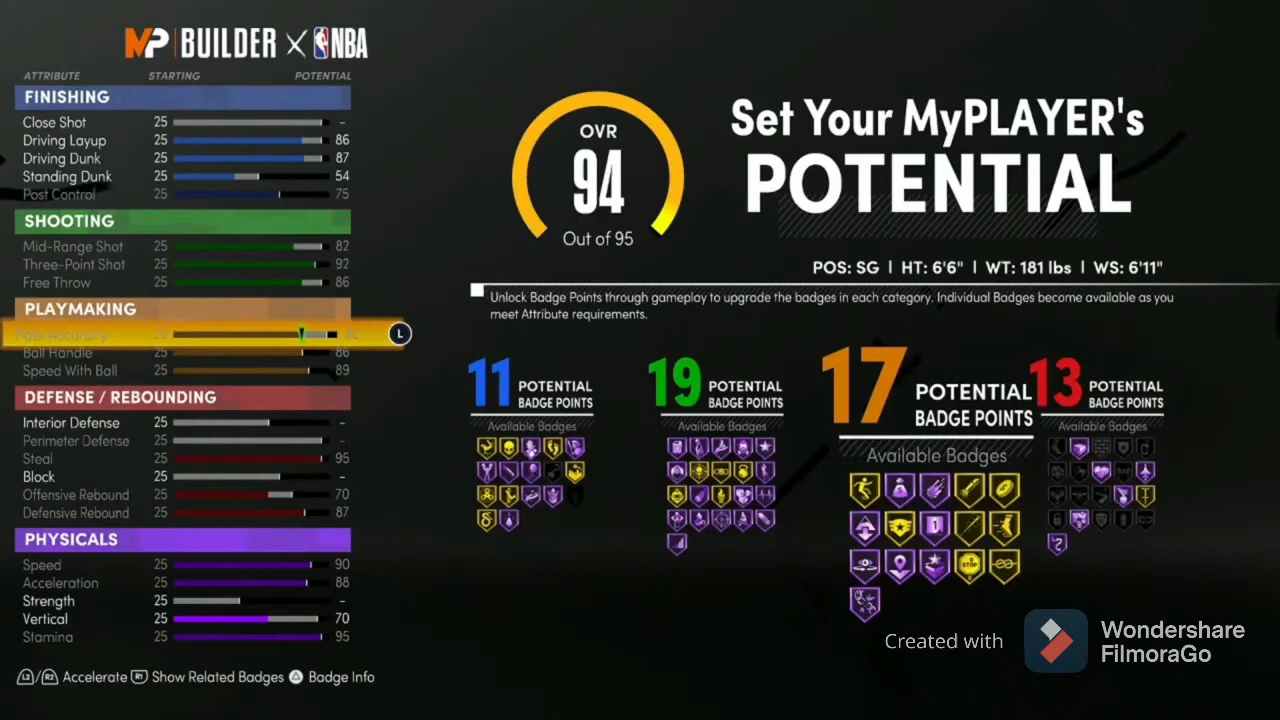 MP | BUILDER X NBA
ATTRIBUTE STARTING POTENTIAL
FINISHING
Close Shot 25 -
Driving Layup 25 86
Driving Dunk 25 87
Standing Dunk 25 54
Post Control 25 75
SHOOTING
Mid-Range Shot 25 82
Three-Point Shot 25 92
Free Throw 25 86
PLAYMAKING
Pass Accuracy 25
L
Ball Handle 25 86
Speed With Ball 25 89
DEFENSE / REBOUNDING
Interior Defense 25 -
Perimeter Defense 25 -
Steal 25 95
Block 25 -
Offensive Rebound 25 70
Defensive Rebound 25 87
PHYSICALS
Speed 25 90
Acceleration 25 88
Strength 25 -
Vertical 25 70
Stamina 25 95
L2/R2 Accelerate R1 Show Related Badges Badge Info
OVR
94
Out of 95
Set Your MyPLAYER's
POTENTIAL
POS: SG | HT: 6'6" | WT: 181 lbs | WS: 6'11"
Unlock Badge Points through gameplay to upgrade the badges in each category. Individual Badges become available as you
meet Attribute requirements.
11 POTENTIAL BADGE POINTS
Available Badges
19 POTENTIAL BADGE POINTS
Available Badges
17 POTENTIAL BADGE POINTS
Available Badges
1
STOP
13 POTENTIAL BADGE POINTS
Available Badges
Created with
Wondershare
FilmoraGo